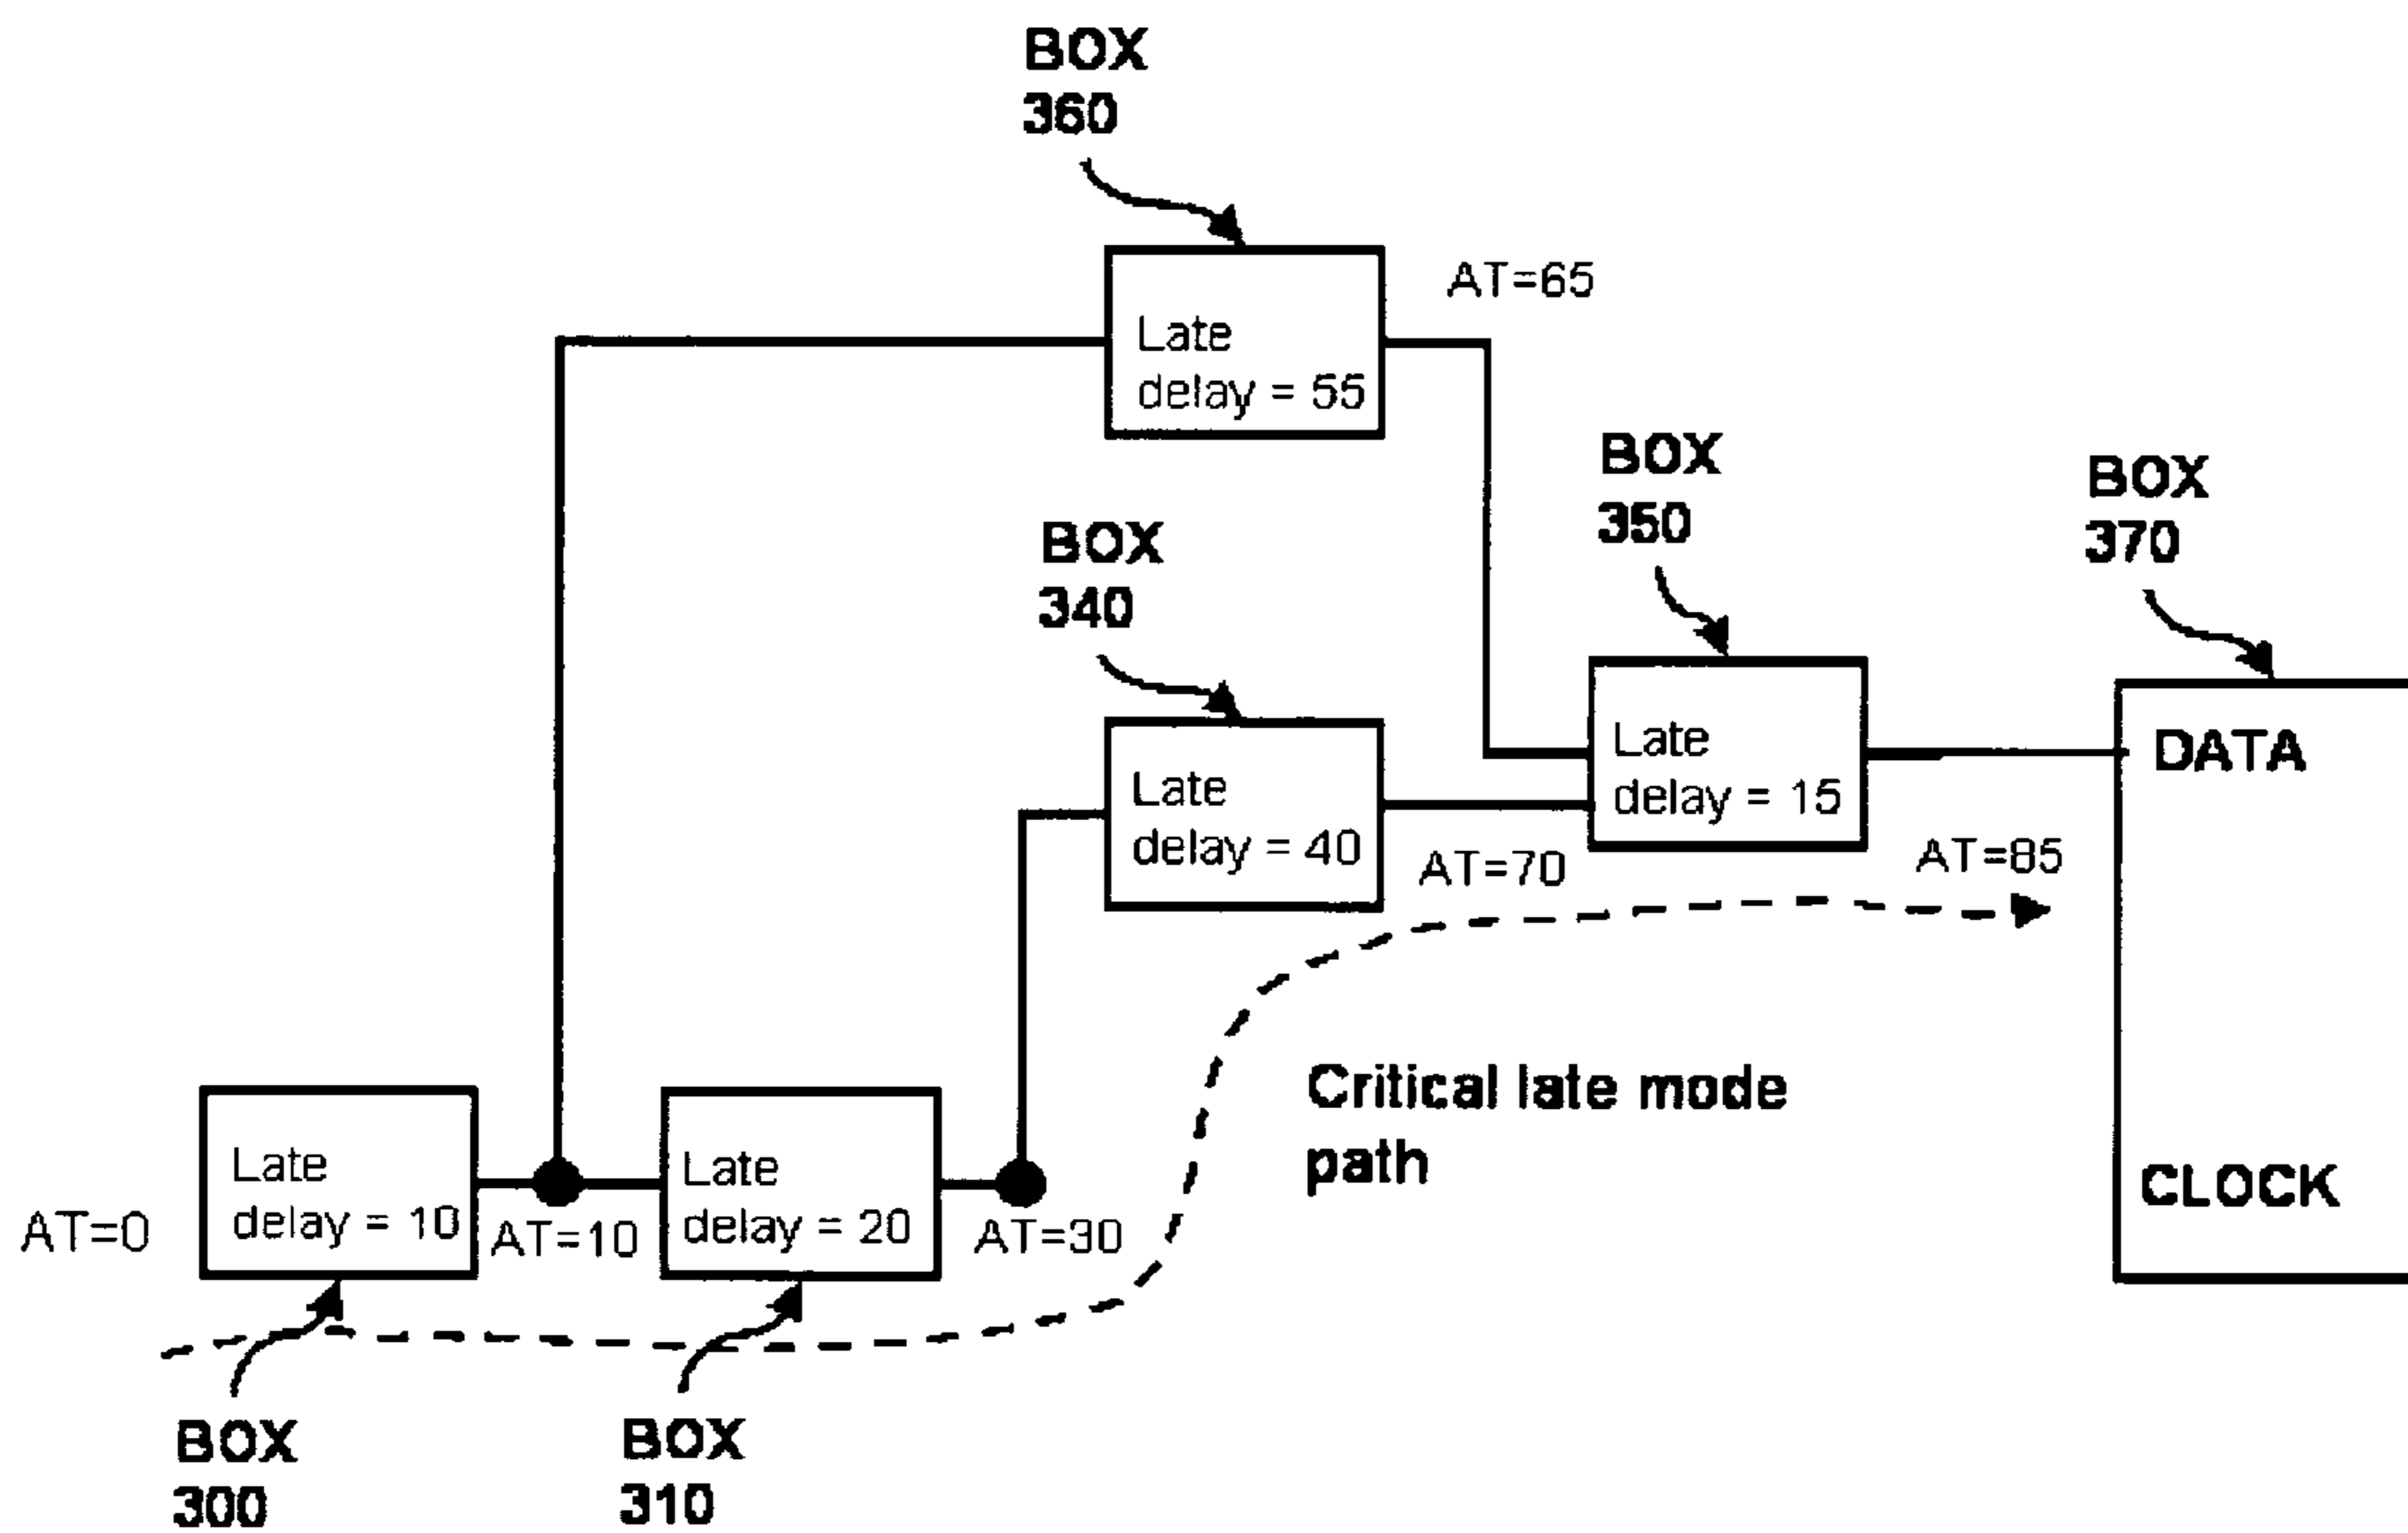 BOX
360
AT=65
Late
delay = 55
BOX
350
BOX
370
BOX
340
Late
delay = 15
DATA
Late
delay = 40
AT=70
AT=85
Critical late mode
path
Late
delay = 10
Late
delay = 20
CLOCK
AT=0
AT=10
AT=30
BOX
300
BOX
310